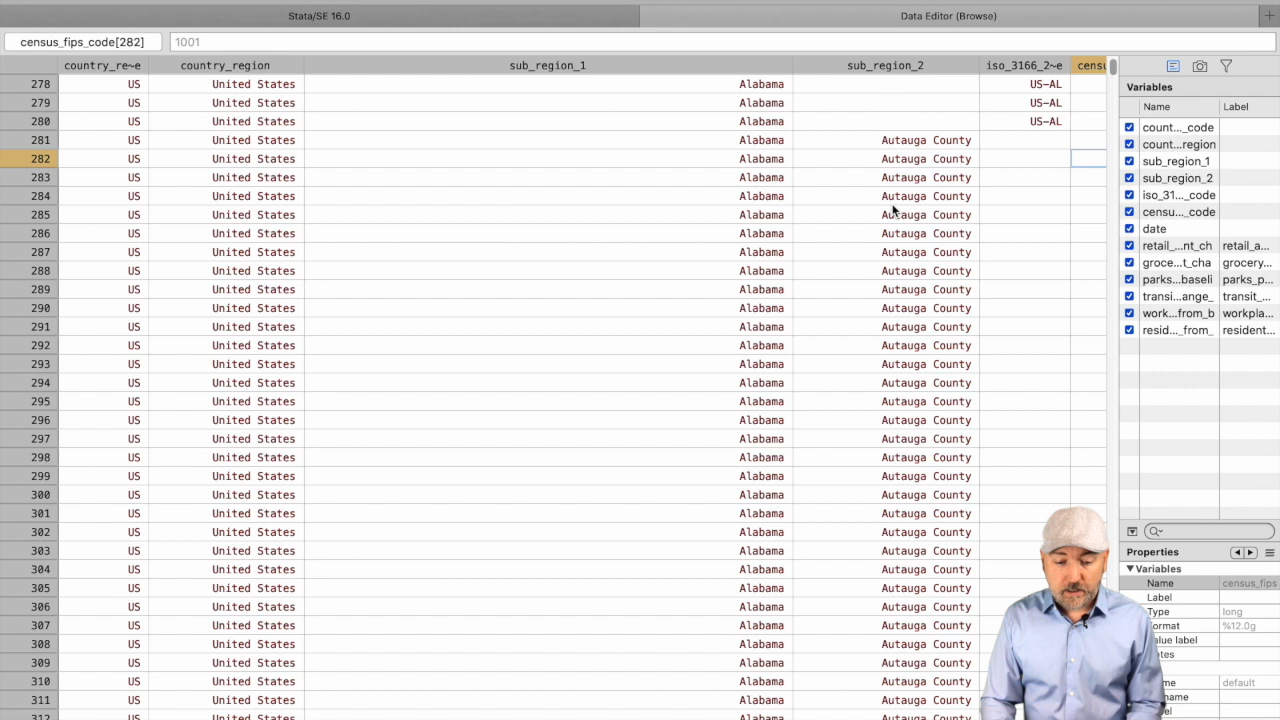 Stata/SE 16.0 Data Editor (Browse)
census_fips_code[282] 1001
country_re~e country_region sub_region_1 sub_region_2 iso_3166_2~e censu
278 US United States Alabama US-AL
279 US United States Alabama US-AL
280 US United States Alabama US-AL
281 US United States Alabama Autauga County
282 US United States Alabama Autauga County
283 US United States Alabama Autauga County
284 US United States Alabama Autauga County
285 US United States Alabama Autauga County
286 US United States Alabama Autauga County
287 US United States Alabama Autauga County
288 US United States Alabama Autauga County
289 US United States Alabama Autauga County
290 US United States Alabama Autauga County
291 US United States Alabama Autauga County
292 US United States Alabama Autauga County
293 US United States Alabama Autauga County
294 US United States Alabama Autauga County
295 US United States Alabama Autauga County
296 US United States Alabama Autauga County
297 US United States Alabama Autauga County
298 US United States Alabama Autauga County
299 US United States Alabama Autauga County
300 US United States Alabama Autauga County
301 US United States Alabama Autauga County
302 US United States Alabama Autauga County
303 US United States Alabama Autauga County
304 US United States Alabama Autauga County
305 US United States Alabama Autauga County
306 US United States Alabama Autauga County
307 US United States Alabama Autauga County
308 US United States Alabama Autauga County
309 US United States Alabama Autauga County
310 US United States Alabama Autauga County
311 US United States Alabama Autauga County
312 US United States Alabama Autauga County
Variables
Name Label
count..._code
count...region
sub_region_1
sub_region_2
iso_31..._code
censu..._code
date
retail_...nt_ch retail_a...
groce...t_cha grocery...
parks...baseli parks_p...
transi...ange_ transit_...
work...from_b workpla...
resid..._from_ resident...
Properties
Variables
Name census_fips
Label
Type long
Format %12.0g
Value label
Notes
me default
name
el